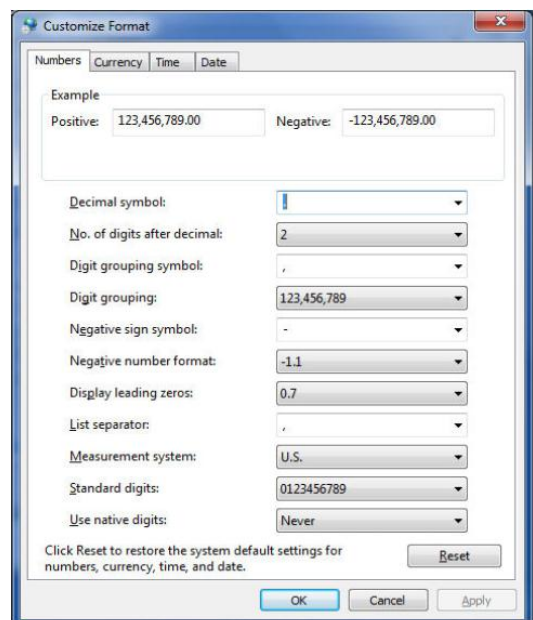 Customize Format
Numbers Currency Time Date
Example
Positive: 123,456,789.00 Negative: -123,456,789.00
Decimal symbol: .
No. of digits after decimal: 2
Digit grouping symbol: ,
Digit grouping: 123,456,789
Negative sign symbol: -
Negative number format: -1.1
Display leading zeros: 0.7
List separator: ,
Measurement system: U.S.
Standard digits: 0123456789
Use native digits: Never
Click Reset to restore the system default settings for
numbers, currency, time, and date.
Reset
OK Cancel Apply